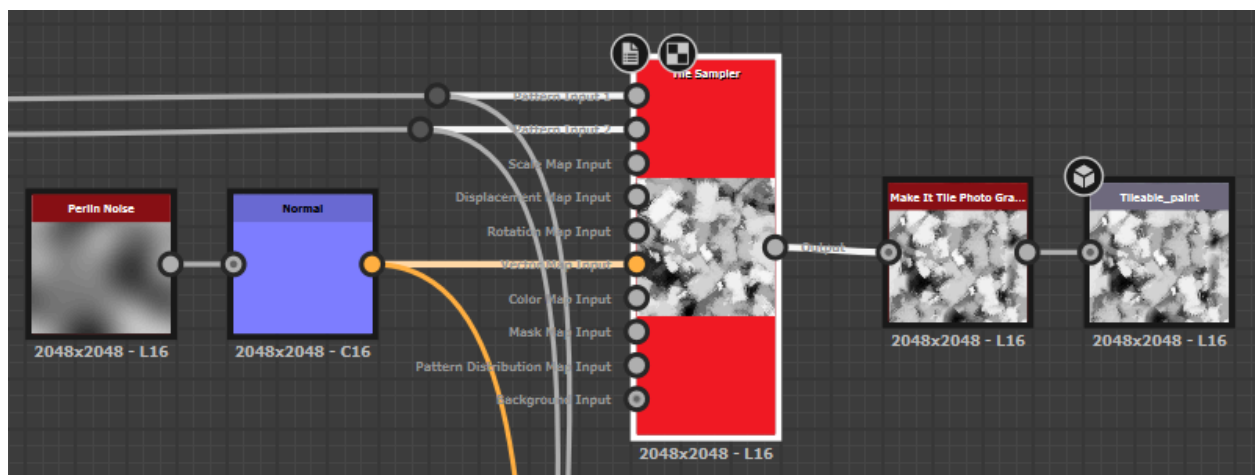 Tile Sampler
Pattern Input 1
Pattern Input 2
Scale Map Input
Displacement Map Input
Rotation Map Input
Vector Map Input
Color Map Input
Mask Map Input
Pattern Distribution Map Input
Background Input
Output
2048x2048 - L16
Perlin Noise
2048x2048 - L16
Normal
2048x2048 - C16
Make It Tile Photo Gra...
2048x2048 - L16
Tileable_paint
2048x2048 - L16